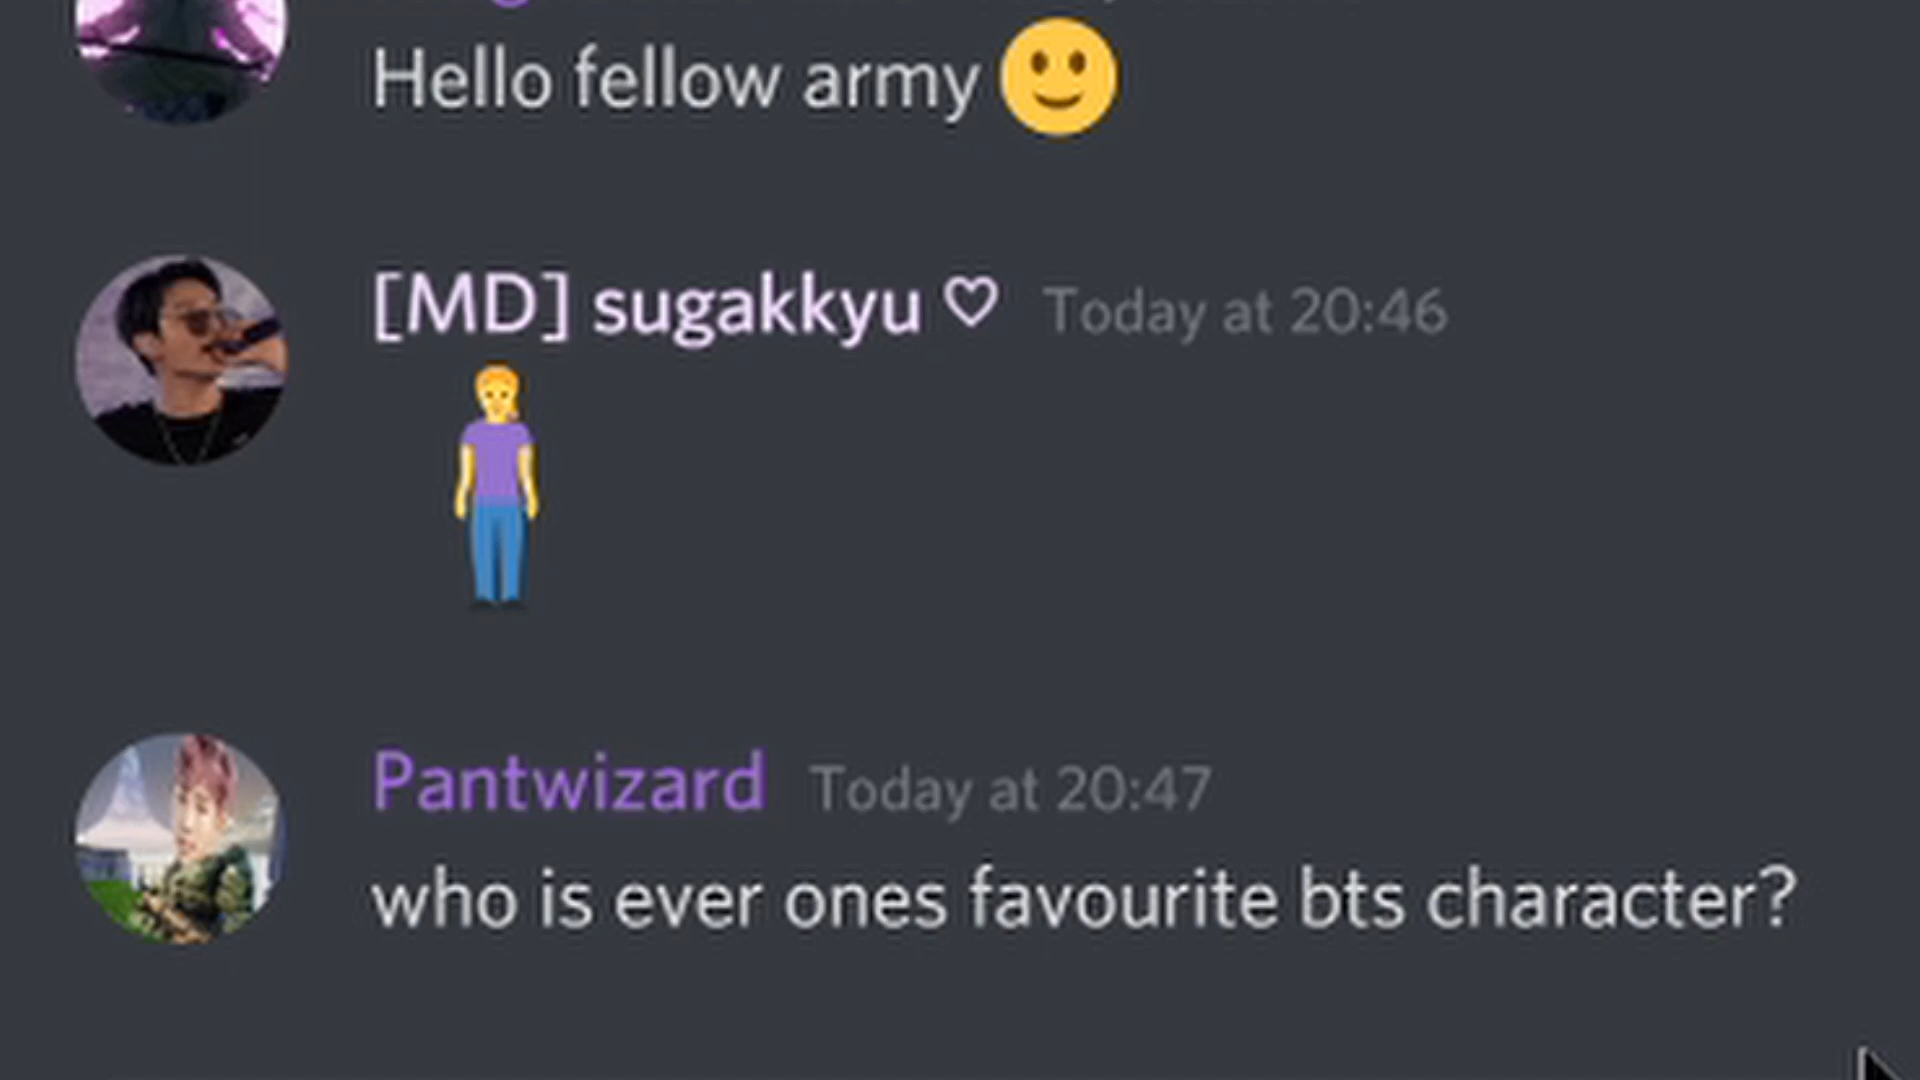 Hello fellow army 🙂
[MD] sugakkyu ♡ Today at 20:46
🧍‍♀️
Pantwizard Today at 20:47
who is ever ones favourite bts character?